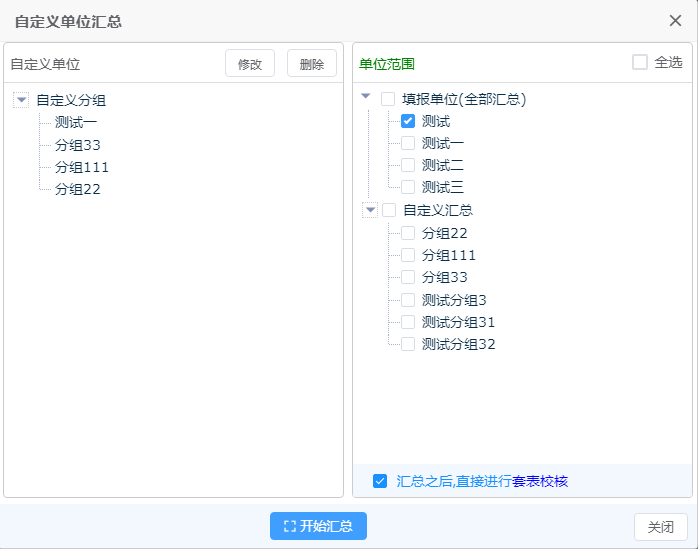 自定义单位汇总
自定义单位 修改 删除
自定义分组
测试一
分组33
分组111
分组22
单位范围 全选
填报单位(全部汇总)
测试
测试一
测试二
测试三
自定义汇总
分组22
分组111
分组33
测试分组3
测试分组31
测试分组32
汇总之后,直接进行套表校核
开始汇总
关闭